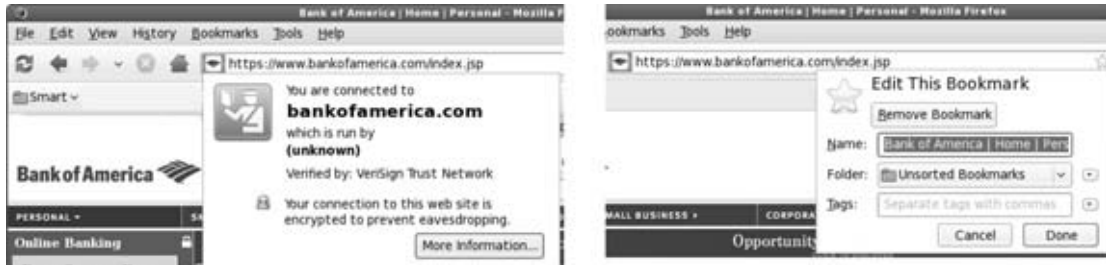 Bank of America | Home | Personal - Mozilla F
File Edit View History Bookmarks Tools Help
https://www.bankofamerica.com/index.jsp
Smart
You are connected to
bankofamerica.com
which is run by
(unknown)
Verified by: VeriSign Trust Network
Your connection to this web site is
encrypted to prevent eavesdropping.
More Information...
Bank of America
PERSONAL
Online Banking
Bank of America | Home | Personal - Mozilla Firefox
ookmarks Tools Help
https://www.bankofamerica.com/index.jsp
Edit This Bookmark
Remove Bookmark
Name: Bank of America | Home | Pers
Folder: Unsorted Bookmarks
Tags: Separate tags with commas
Cancel Done
MALL BUSINESS
CORPORA
Opportunity